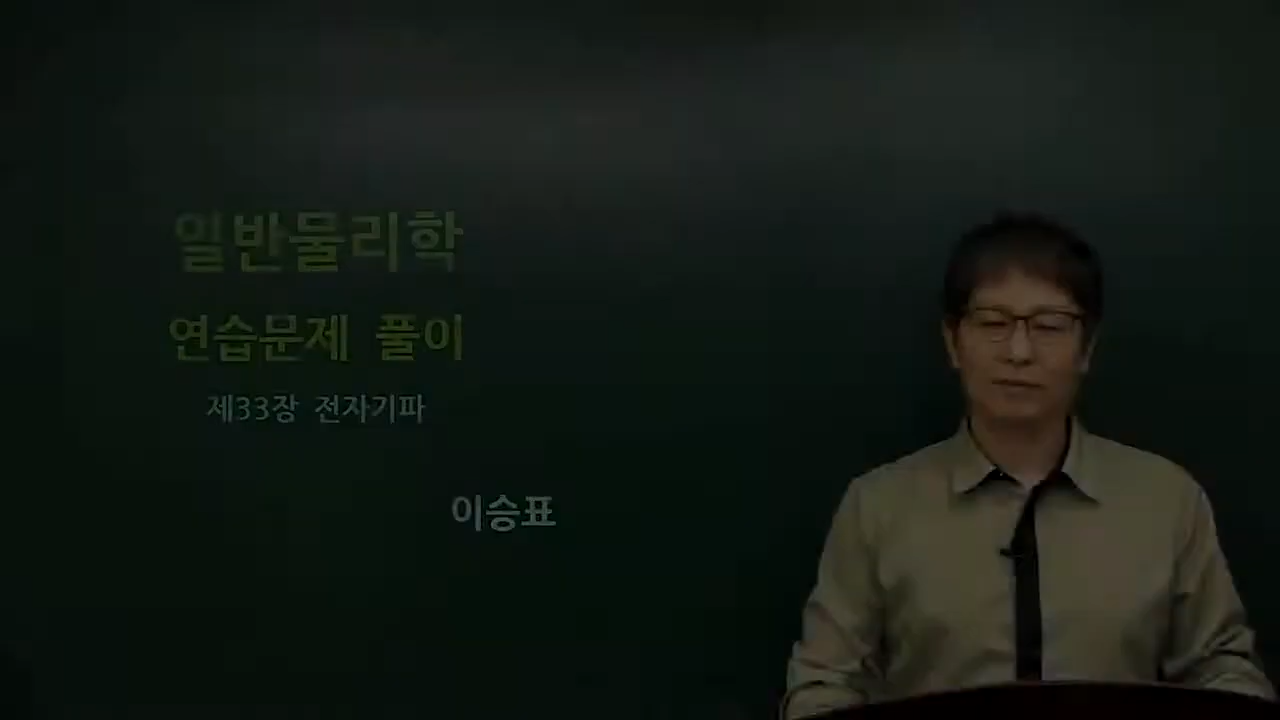 일반물리학
연습문제 풀이
제33장 전자기파
이승표